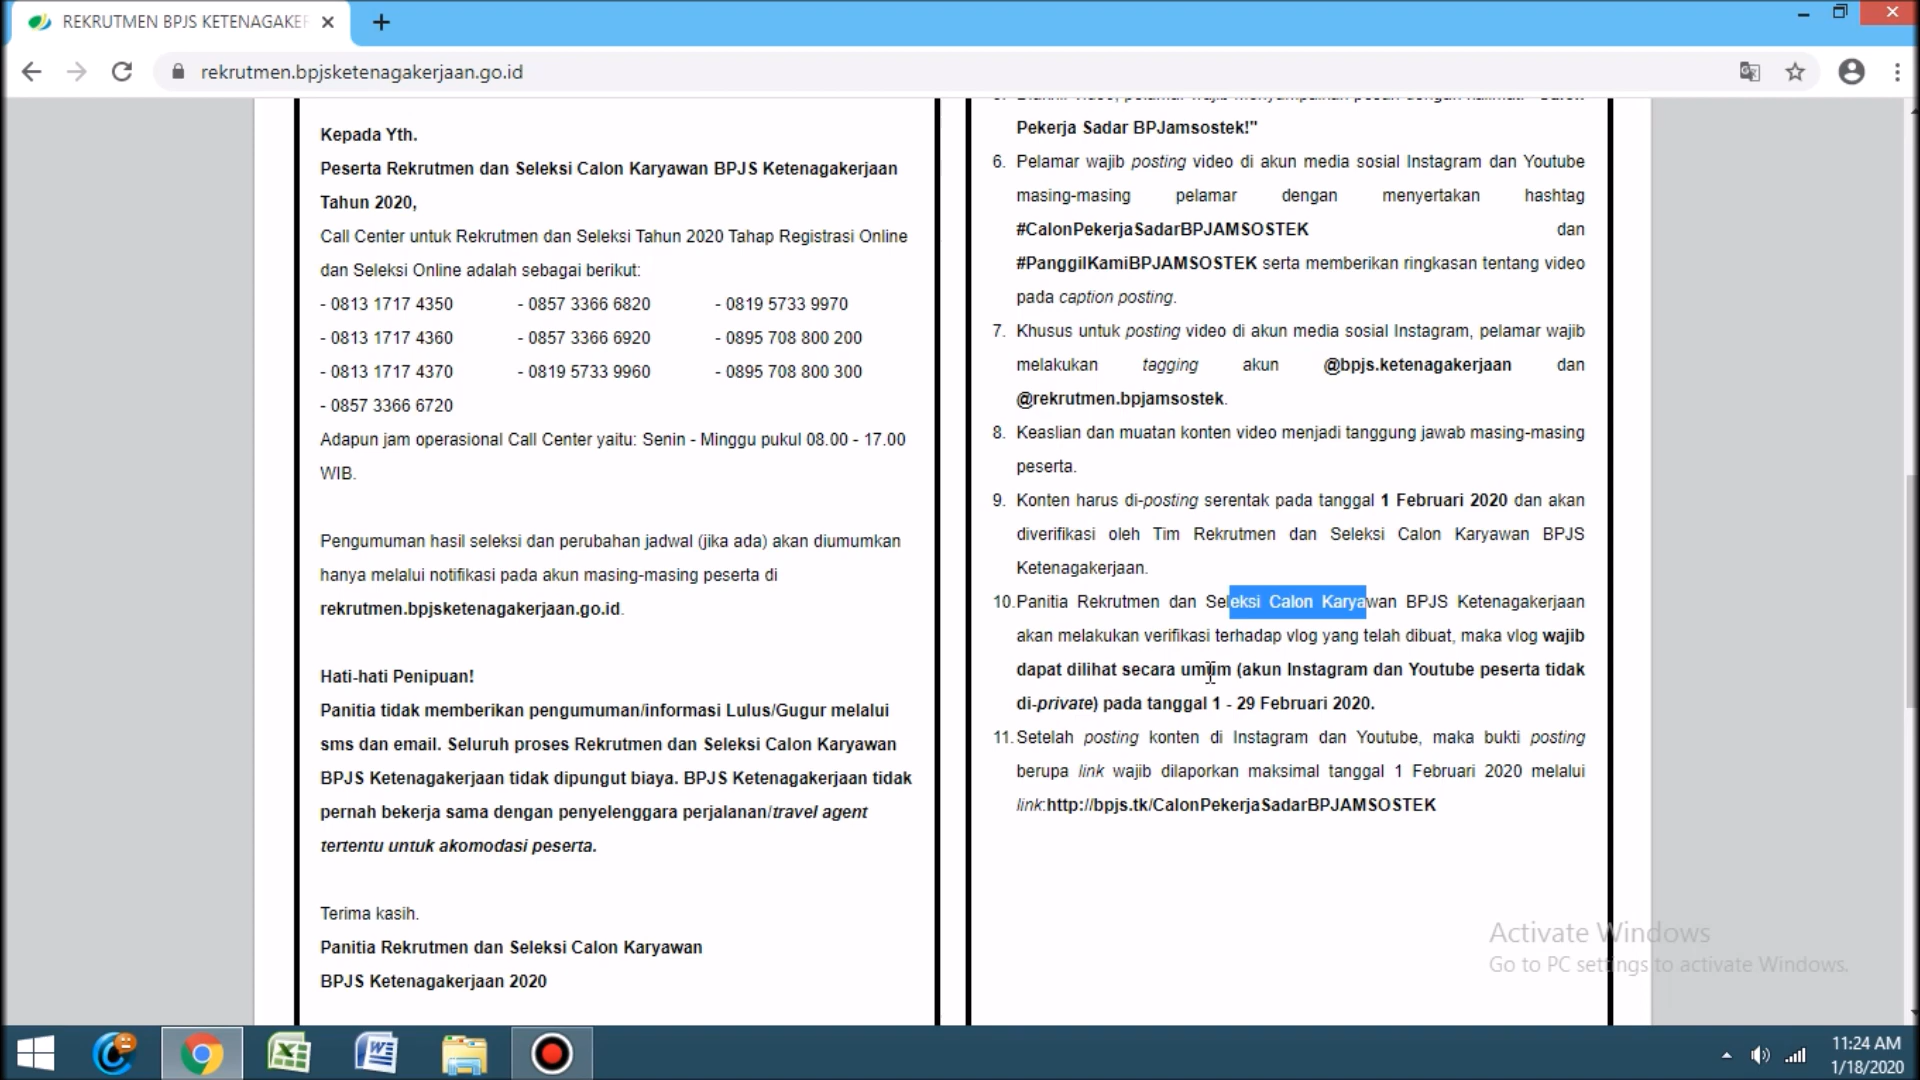 REKRUTMEN BPJS KETENAGAKER
rekrutmen.bpjsketenagakerjaan.go.id
Kepada Yth.
Peserta Rekrutmen dan Seleksi Calon Karyawan BPJS Ketenagakerjaan
Tahun 2020,
Call Center untuk Rekrutmen dan Seleksi Tahun 2020 Tahap Registrasi Online
dan Seleksi Online adalah sebagai berikut:
- 0813 1717 4350 - 0857 3366 6820 - 0819 5733 9970
- 0813 1717 4360 - 0857 3366 6920 - 0895 708 800 200
- 0813 1717 4370 - 0819 5733 9960 - 0895 708 800 300
- 0857 3366 6720
Adapun jam operasional Call Center yaitu: Senin - Minggu pukul 08.00 - 17.00
WIB.
Pengumuman hasil seleksi dan perubahan jadwal (jika ada) akan diumumkan
hanya melalui notifikasi pada akun masing-masing peserta di
rekrutmen.bpjsketenagakerjaan.go.id.
Hati-hati Penipuan!
Panitia tidak memberikan pengumuman/informasi Lulus/Gugur melalui
sms dan email. Seluruh proses Rekrutmen dan Seleksi Calon Karyawan
BPJS Ketenagakerjaan tidak dipungut biaya. BPJS Ketenagakerjaan tidak
pernah bekerja sama dengan penyelenggara perjalanan/travel agent
tertentu untuk akomodasi peserta.
Terima kasih.
Panitia Rekrutmen dan Seleksi Calon Karyawan
BPJS Ketenagakerjaan 2020
Pekerja Sadar BPJamsostek!"
6. Pelamar wajib posting video di akun media sosial Instagram dan Youtube
masing-masing pelamar dengan menyertakan hashtag
#CalonPekerjaSadarBPJAMSOSTEK dan
#PanggilKamiBPJAMSOSTEK serta memberikan ringkasan tentang video
pada caption posting.
7. Khusus untuk posting video di akun media sosial Instagram, pelamar wajib
melakukan tagging akun @bpjs.ketenagakerjaan dan
@rekrutmen.bpjamsostek.
8. Keaslian dan muatan konten video menjadi tanggung jawab masing-masing
peserta.
9. Konten harus di-posting serentak pada tanggal 1 Februari 2020 dan akan
diverifikasi oleh Tim Rekrutmen dan Seleksi Calon Karyawan BPJS
Ketenagakerjaan.
10. Panitia Rekrutmen dan Seleksi Calon Karyawan BPJS Ketenagakerjaan
akan melakukan verifikasi terhadap vlog yang telah dibuat, maka vlog wajib
dapat dilihat secara umum (akun Instagram dan Youtube peserta tidak
di-private) pada tanggal 1 - 29 Februari 2020.
11. Setelah posting konten di Instagram dan Youtube, maka bukti posting
berupa link wajib dilaporkan maksimal tanggal 1 Februari 2020 melalui
link:http://bpjs.tk/CalonPekerjaSadarBPJAMSOSTEK
Activate Windows
Go to PC settings to activate Windows.
11:24 AM
1/18/2020